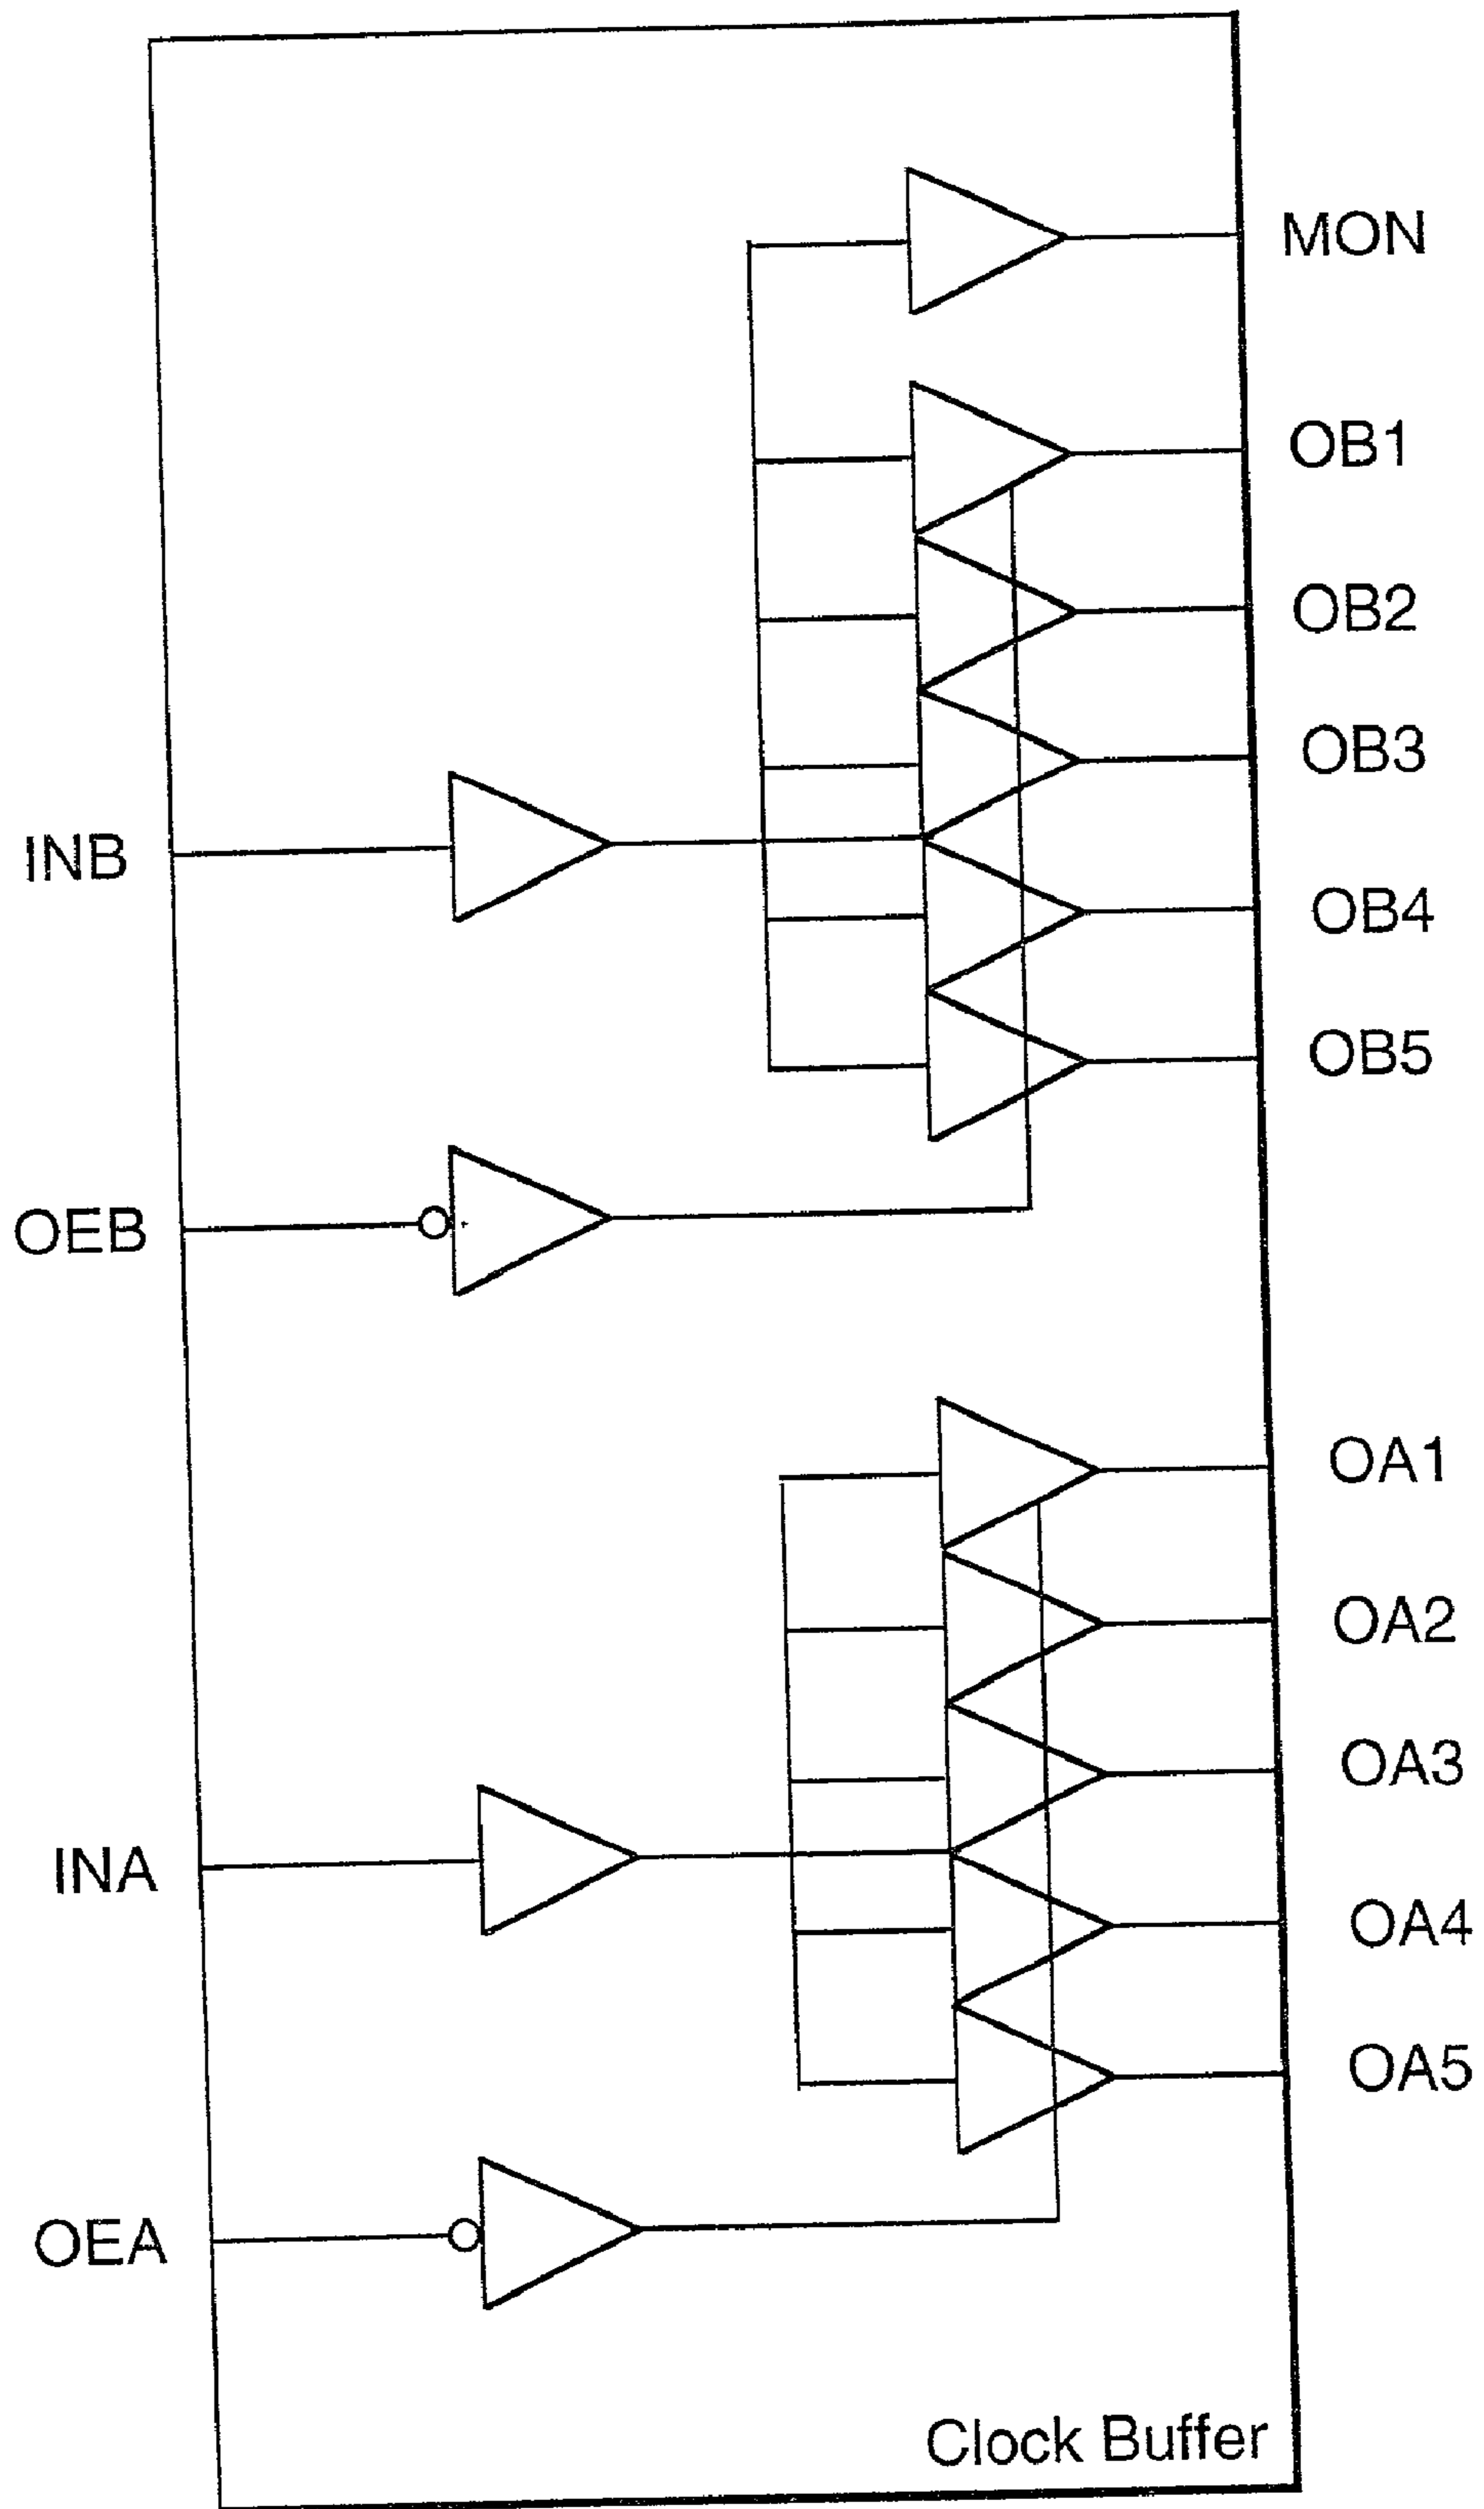 MON
OB1
OB2
OB3
INB
OB4
OB5
OEB
OA1
OA2
OA3
INA
OA4
OA5
OEA
Clock Buffer